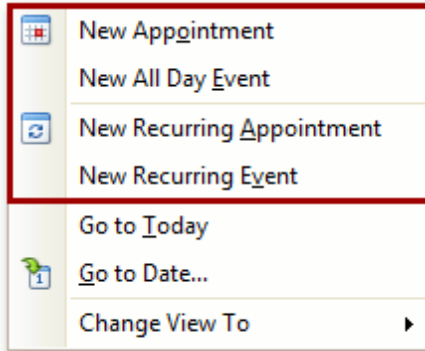 New Appointment
New All Day Event
New Recurring Appointment
New Recurring Event
Go to Today
1
Go to Date...
Change View To